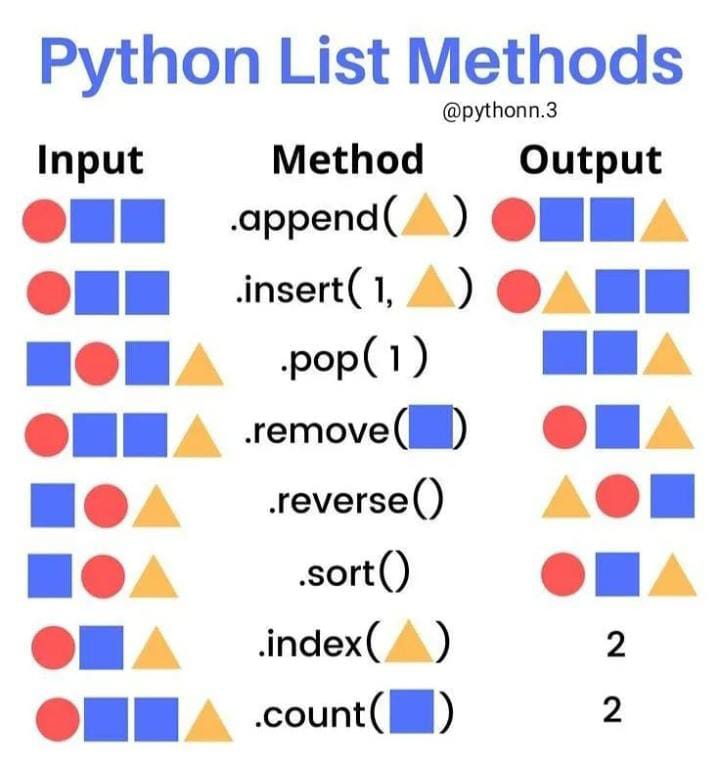 Python List Methods
@pythonn.3
Input Method Output
.append( )
.insert( 1, )
.pop( 1 )
.remove( )
.reverse()
.sort()
.index( ) 2
.count( ) 2